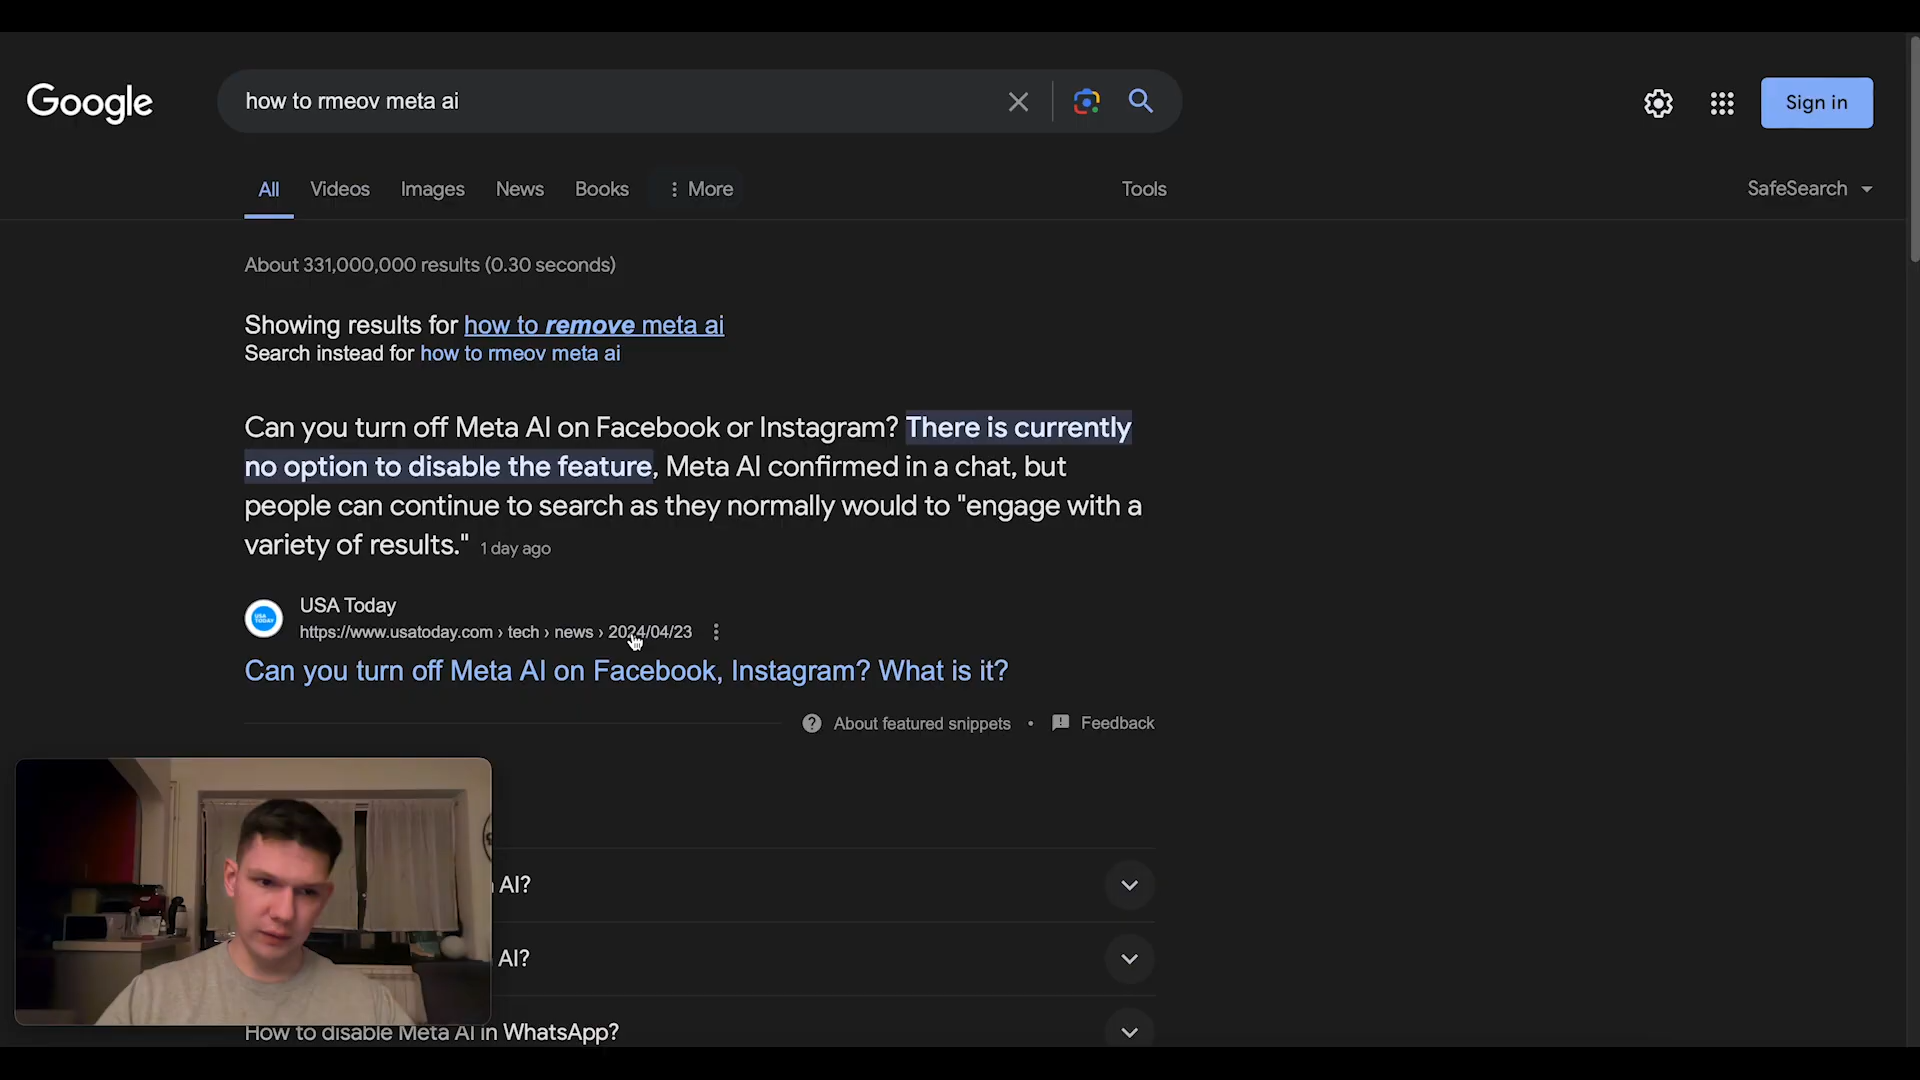 Google
how to rmeov meta ai
Sign in
All Videos Images News Books More Tools SafeSearch
About 331,000,000 results (0.30 seconds)
Showing results for how to remove meta ai
Search instead for how to rmeov meta ai
Can you turn off Meta AI on Facebook or Instagram? There is currently
no option to disable the feature, Meta AI confirmed in a chat, but
people can continue to search as they normally would to "engage with a
variety of results." 1 day ago
USA TODAY
USA Today
https://www.usatoday.com › tech › news › 2024/04/23
Can you turn off Meta AI on Facebook, Instagram? What is it?
About featured snippets • Feedback
AI?
AI?
How to disable Meta AI in WhatsApp?